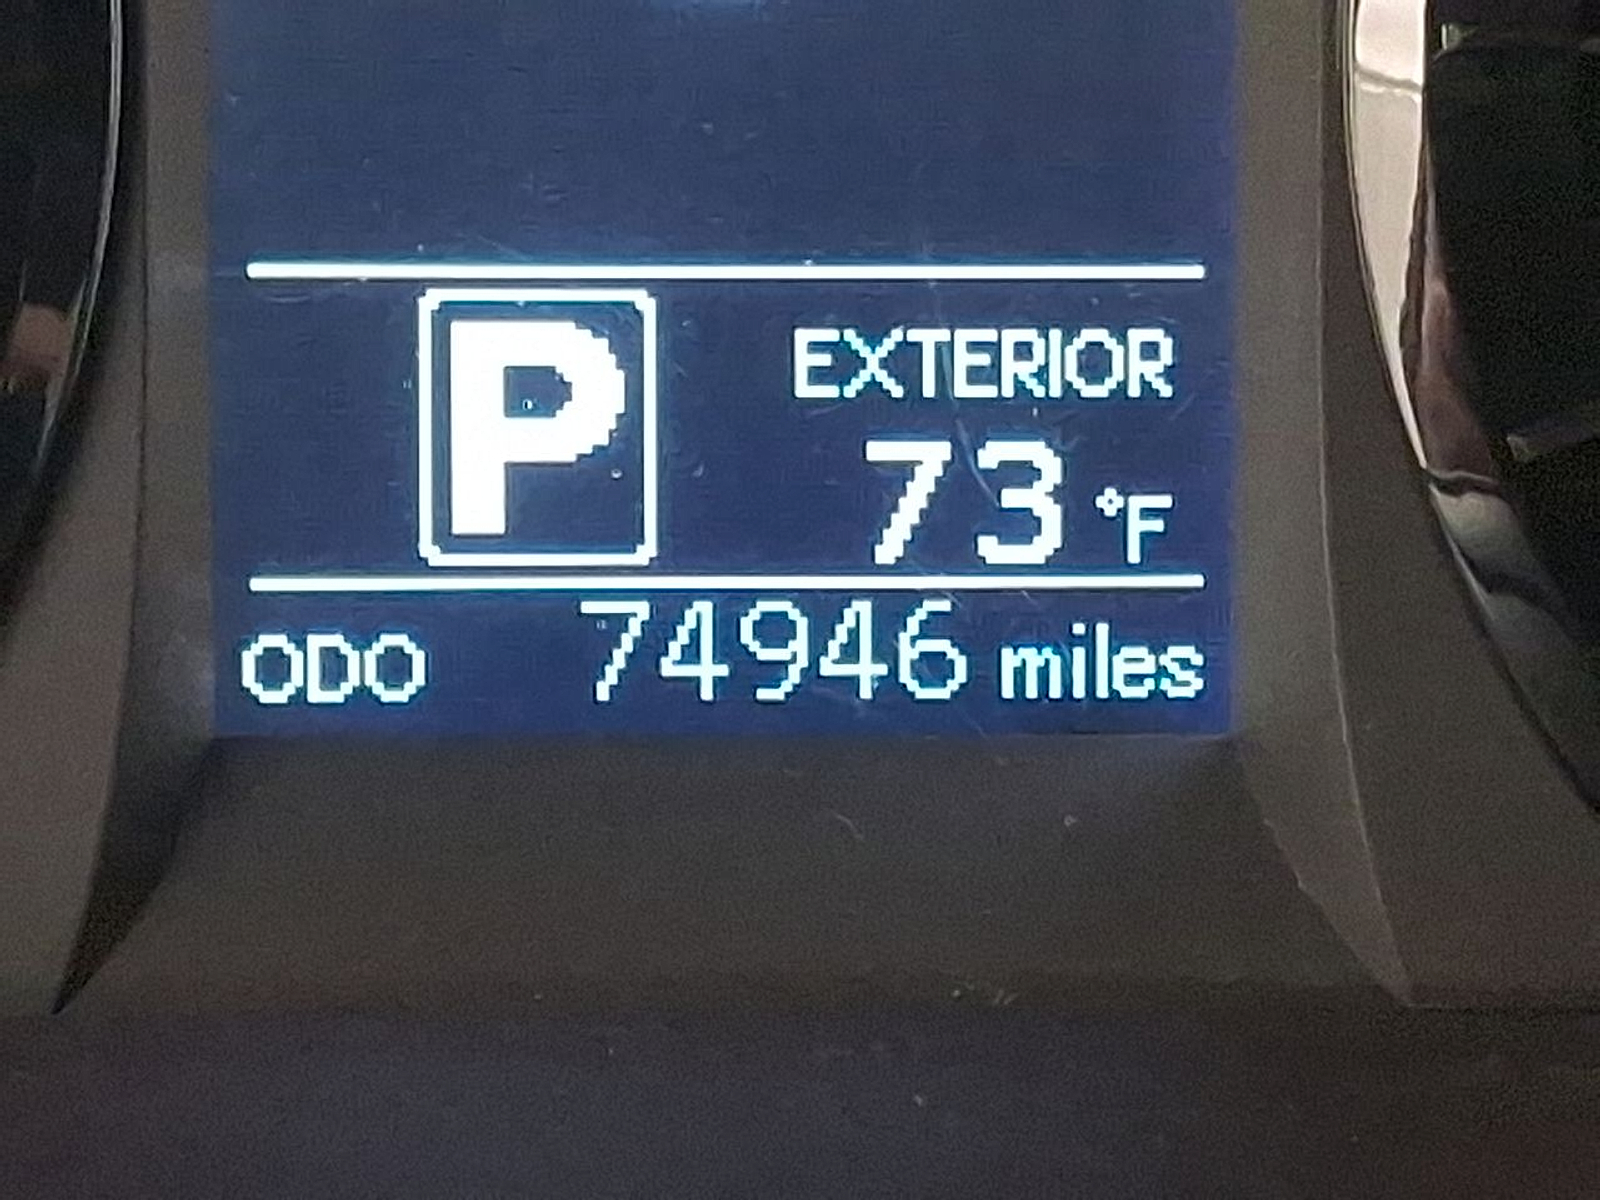 P
EXTERIOR
73 °F
ODO 74946 miles